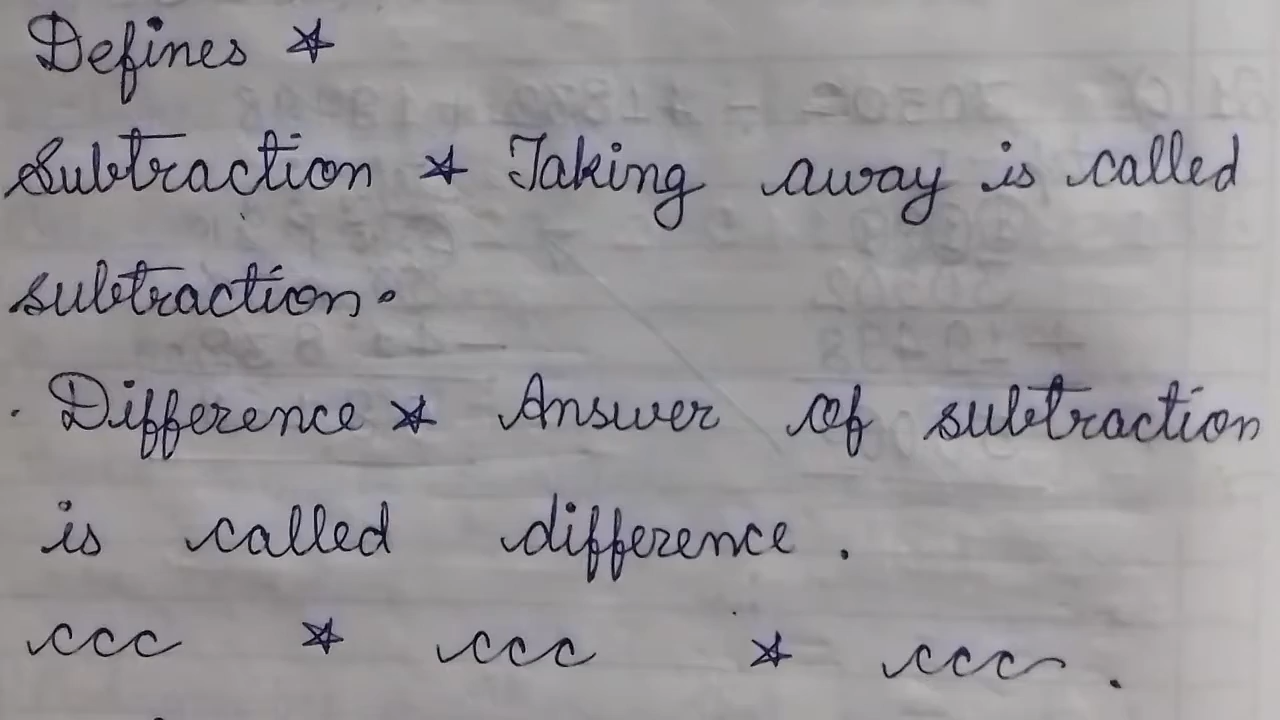 Defines *
Subtraction * Taking away is called
subtraction.
Difference * Answer of subtraction
is called difference.
ccc * ccc * ccc.